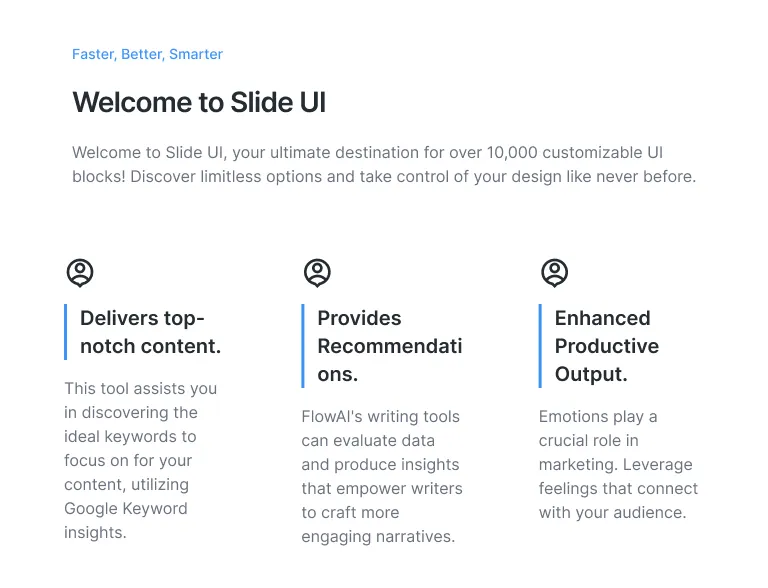 Faster, Better, Smarter
Welcome to Slide UI
Welcome to Slide UI, your ultimate destination for over 10,000 customizable UI
blocks! Discover limitless options and take control of your design like never before.
Delivers top-
notch content.
This tool assists you
in discovering the
ideal keywords to
focus on for your
content, utilizing
Google Keyword
insights.
Provides
Recommendati
ons.
FlowAI's writing tools
can evaluate data
and produce insights
that empower writers
to craft more
engaging narratives.
Enhanced
Productive
Output.
Emotions play a
crucial role in
marketing. Leverage
feelings that connect
with your audience.